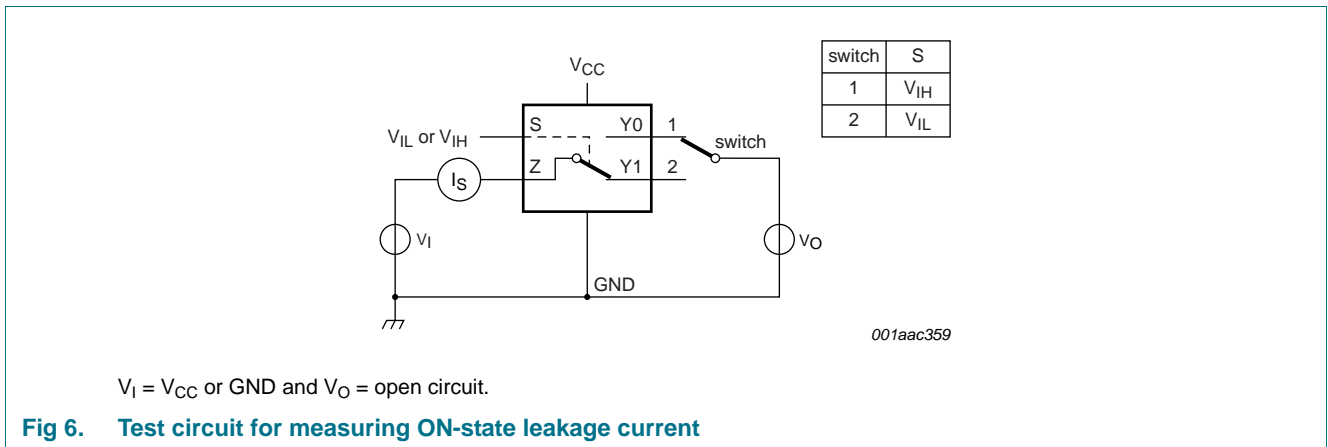 switch S
1 VIH
2 VIL
VCC
VIL or VIH
S
Y0
1
switch
Z
Y1
2
IS
VI
VO
GND
001aac359
VI = VCC or GND and VO = open circuit.
Fig 6. Test circuit for measuring ON-state leakage current